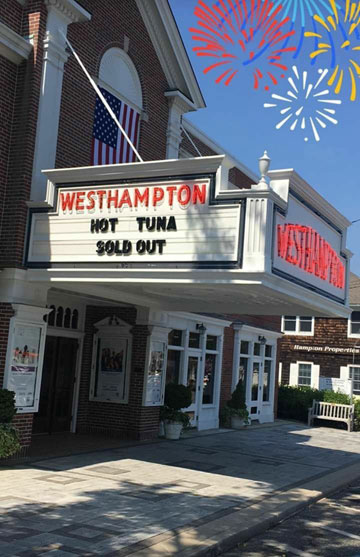 WESTHAMPTON
HOT TUNA
SOLD OUT
WESTHAMPTON
Hampton Properties